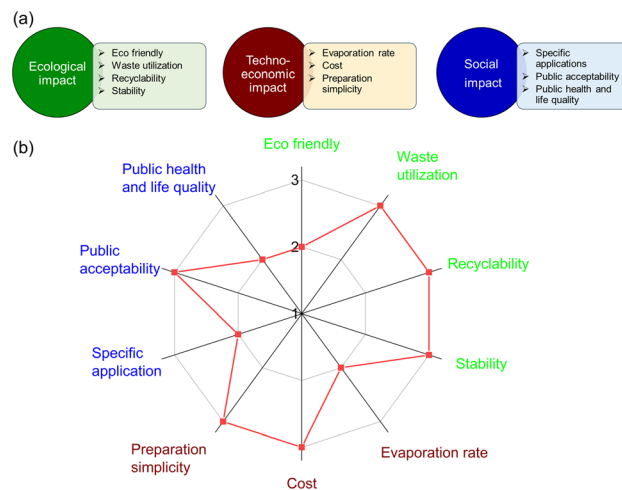 (a)
Ecological
impact
➢ Eco friendly
➢ Waste utilization
➢ Recyclability
➢ Stability
Techno-
economic
impact
➢ Evaporation rate
➢ Cost
➢ Preparation
simplicity
Social
impact
➢ Specific
applications
➢ Public acceptability
➢ Public health and
life quality
(b)
Eco friendly
Waste
utilization
Recyclability
Stability
Evaporation rate
Cost
Preparation
simplicity
Specific
application
Public
acceptability
Public health
and life quality
3
2
1